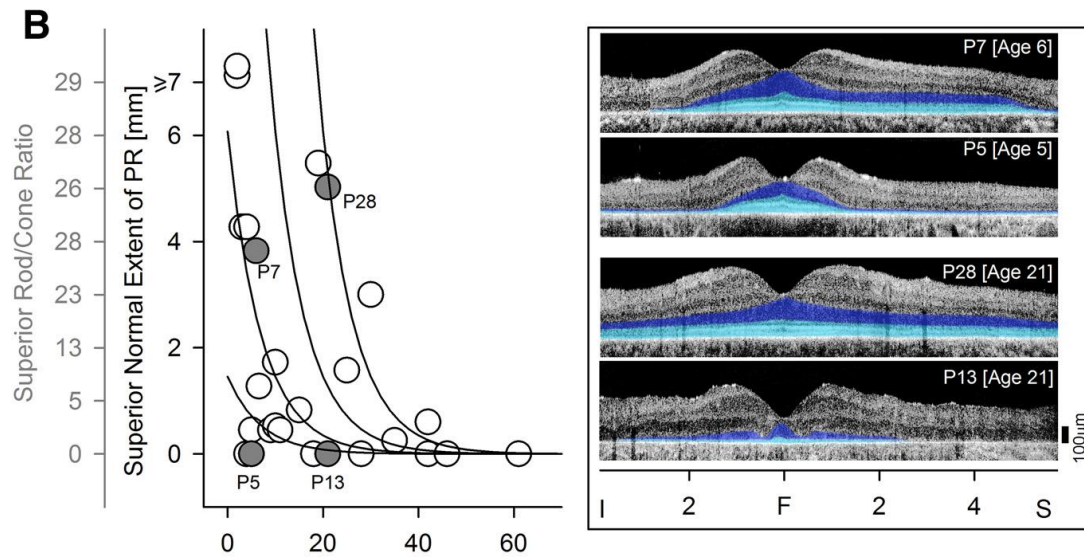 B
Superior Rod/Cone Ratio
29
28
26
28
23
13
5
0
Superior Normal Extent of PR [mm]
⩾7
6
4
2
0
P28
P7
P5
P13
0
20
40
60
P7 [Age 6]
P5 [Age 5]
P28 [Age 21]
P13 [Age 21]
100µm
I
2
F
2
4
S